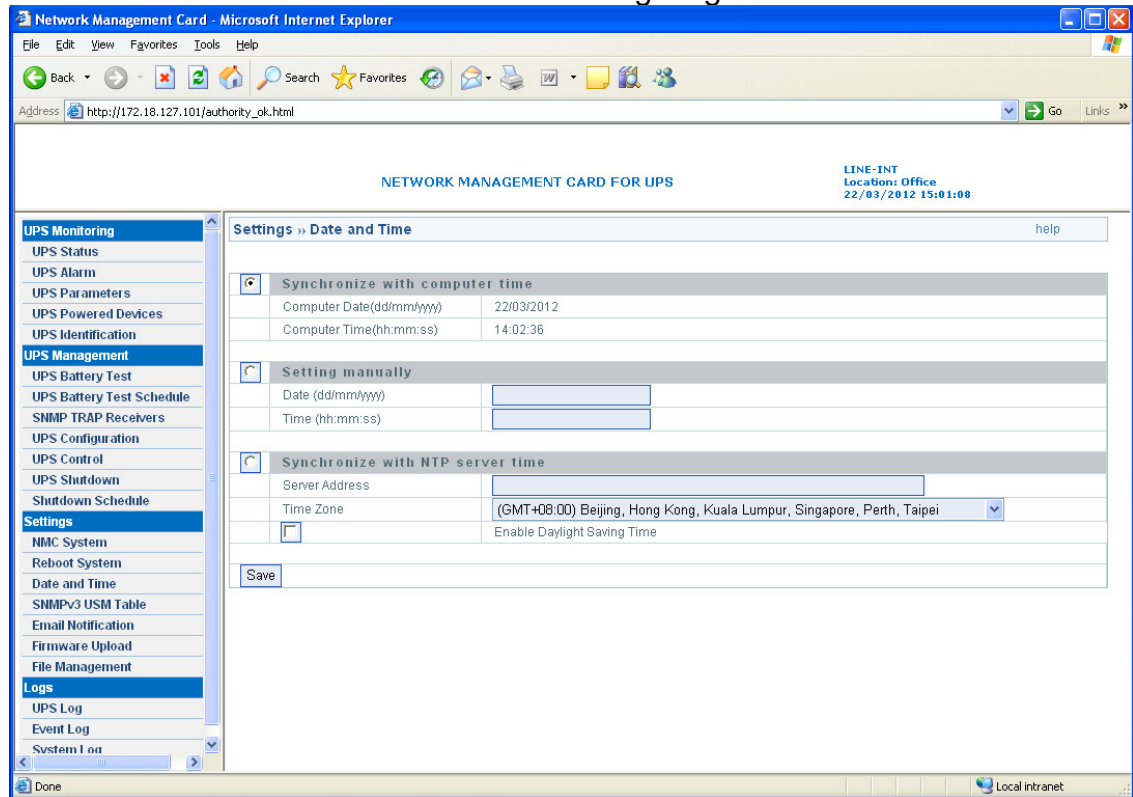 Network Management Card - Microsoft Internet Explorer
File Edit View Favorites Tools Help
Back Search Favorites
Address http://172.18.127.101/authority_ok.html Go Links »
NETWORK MANAGEMENT CARD FOR UPS
LINE-INT
Location: Office
22/03/2012 15:01:08
UPS Monitoring
UPS Status
UPS Alarm
UPS Parameters
UPS Powered Devices
UPS Identification
UPS Management
UPS Battery Test
UPS Battery Test Schedule
SNMP TRAP Receivers
UPS Configuration
UPS Control
UPS Shutdown
Shutdown Schedule
Settings
NMC System
Reboot System
Date and Time
SNMPv3 USM Table
Email Notification
Firmware Upload
File Management
Logs
UPS Log
Event Log
System Log
Settings » Date and Time help
Synchronize with computer time
Computer Date(dd/mm/yyyy) 22/03/2012
Computer Time(hh:mm:ss) 14:02:36
Setting manually
Date (dd/mm/yyyy)
Time (hh:mm:ss)
Synchronize with NTP server time
Server Address
Time Zone (GMT+08:00) Beijing, Hong Kong, Kuala Lumpur, Singapore, Perth, Taipei
Enable Daylight Saving Time
Save
Done Local intranet